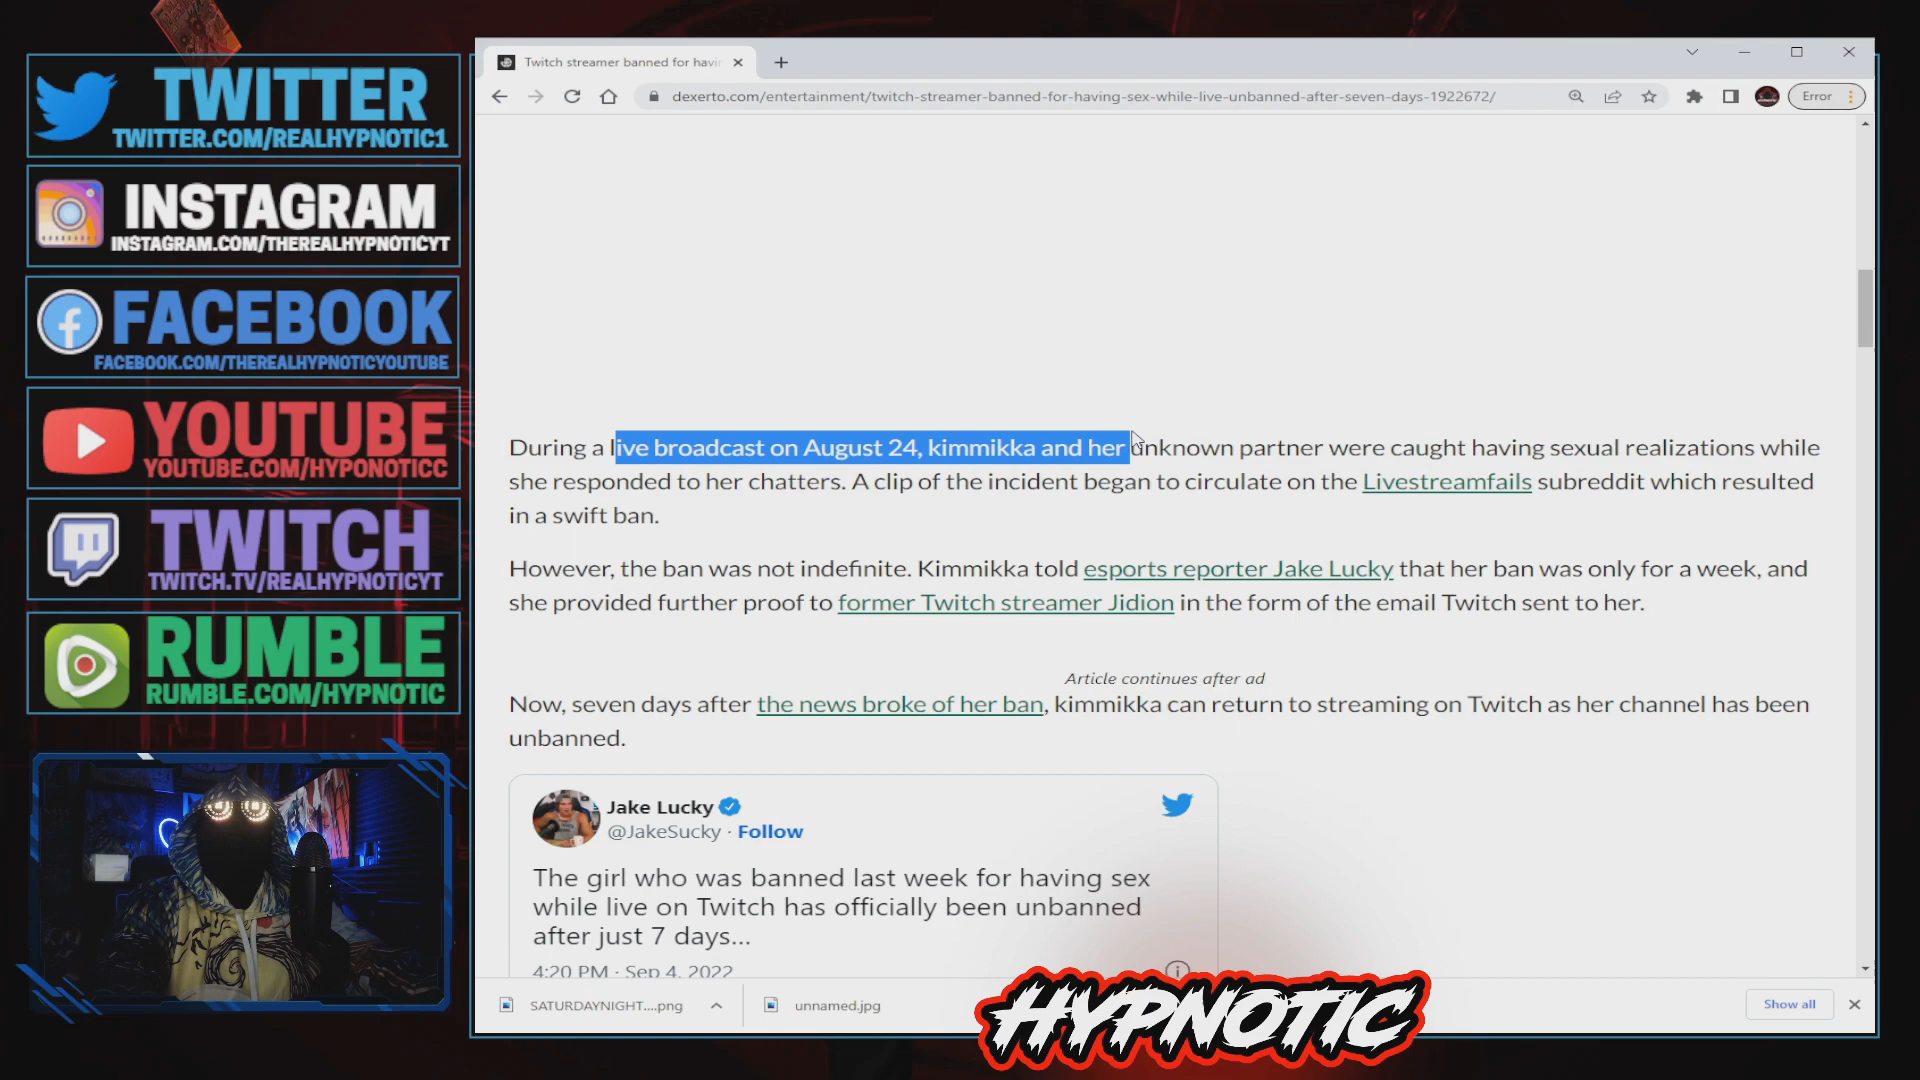 TWITTER
TWITTER.COM/REALHYPNOTIC1
INSTAGRAM
INSTAGRAM.COM/THEREALHYPNOTICYT
FACEBOOK
FACEBOOK.COM/THEREALHYPNOTICYOUTUBE
YOUTUBE
YOUTUBE.COM/HYPNOTICC
TWITCH
TWITCH.TV/REALHYPNOTICYT
RUMBLE
RUMBLE.COM/HYPNOTIC
Twitch streamer banned for havin
dexerto.com/entertainment/twitch-streamer-banned-for-having-sex-while-live-unbanned-after-seven-days-1922672/
Error
During a live broadcast on August 24, kimmikka and her unknown partner were caught having sexual realizations while
she responded to her chatters. A clip of the incident began to circulate on the Livestreamfails subreddit which resulted
in a swift ban.
However, the ban was not indefinite. Kimmikka told esports reporter Jake Lucky that her ban was only for a week, and
she provided further proof to former Twitch streamer Jidion in the form of the email Twitch sent to her.
Article continues after ad
Now, seven days after the news broke of her ban, kimmikka can return to streaming on Twitch as her channel has been
unbanned.
Jake Lucky
@JakeSucky · Follow
The girl who was banned last week for having sex
while live on Twitch has officially been unbanned
after just 7 days...
4:20 PM · Sep 4, 2022
SATURDAYNIGHT....png
unnamed.jpg
Show all
HYPNOTIC